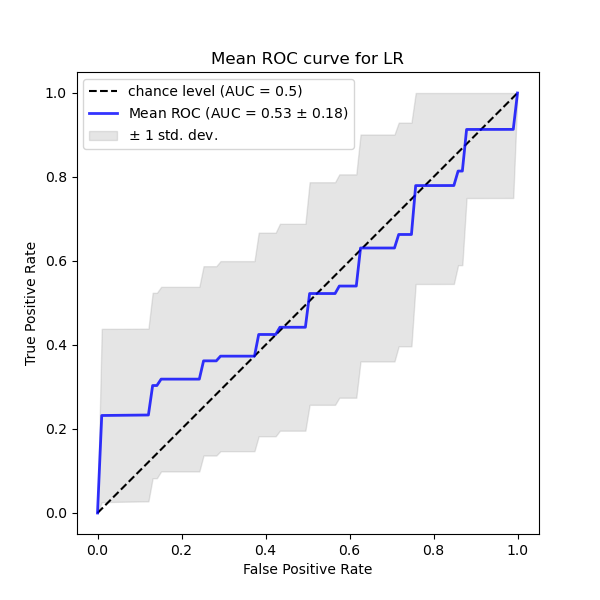 Mean ROC curve for LR
chance level (AUC = 0.5)
Mean ROC (AUC = 0.53 ± 0.18)
± 1 std. dev.
True Positive Rate
1.0
0.8
0.6
0.4
0.2
0.0
0.0 0.2 0.4 0.6 0.8 1.0
False Positive Rate